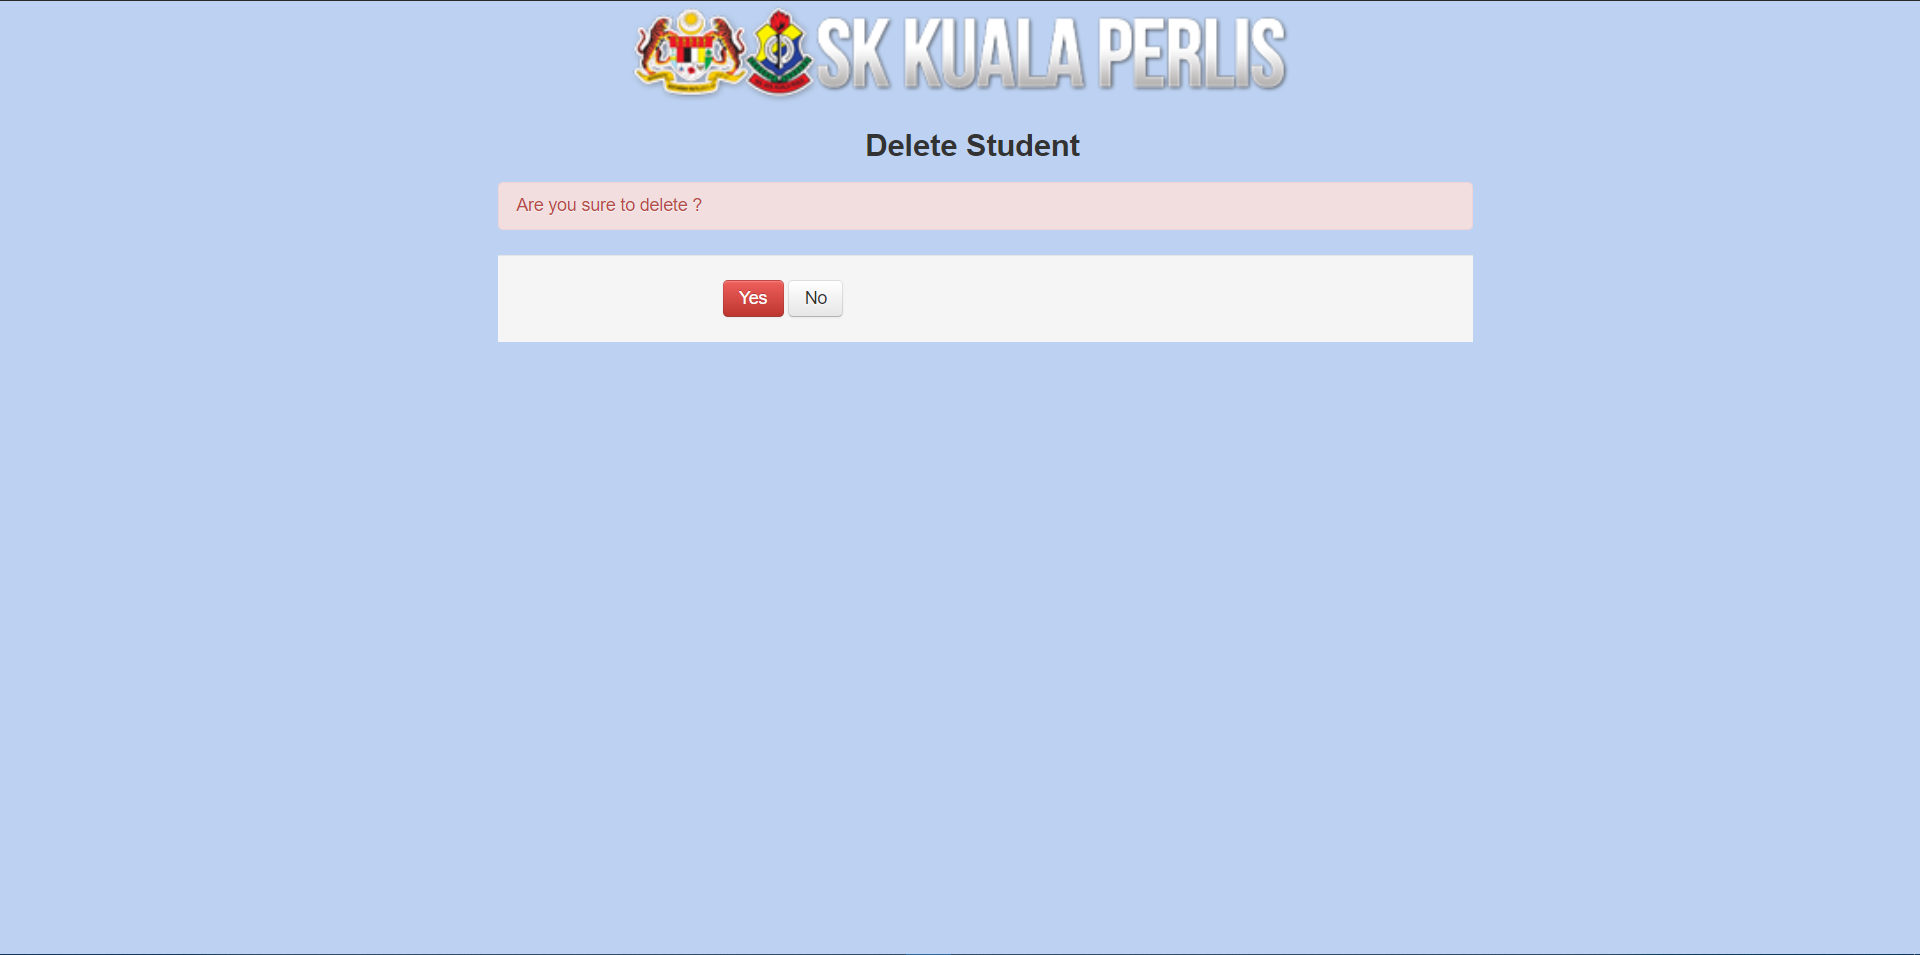 SK KUALA PERLIS
Delete Student
Are you sure to delete ?
Yes No